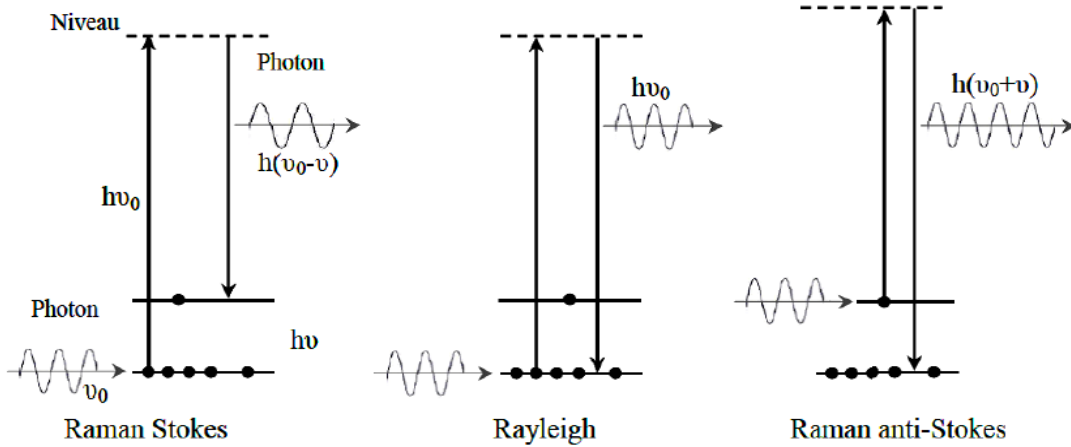 Niveau
Photon
h(υ₀-υ)
hυ₀
Photon
υ₀
hυ
Raman Stokes
hυ₀
Rayleigh
h(υ₀+υ)
Raman anti-Stokes